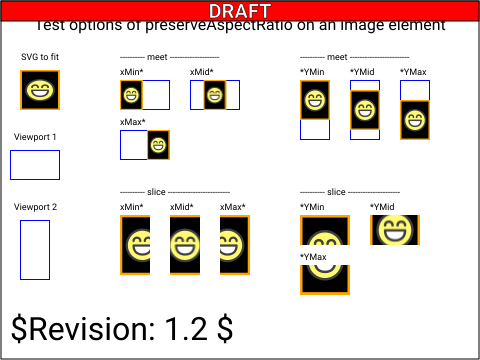 DRAFT
Test options of preserveAspectRatio on an image element
SVG to fit
--------- meet ------------------
--------- meet ------------------
xMin*
xMid*
*YMin
*YMid
*YMax
xMax*
Viewport 1
--------- slice ----------------------
--------- slice ------------------
Viewport 2
xMin*
xMid*
xMax*
*YMin
*YMid
*YMax
$Revision: 1.2 $